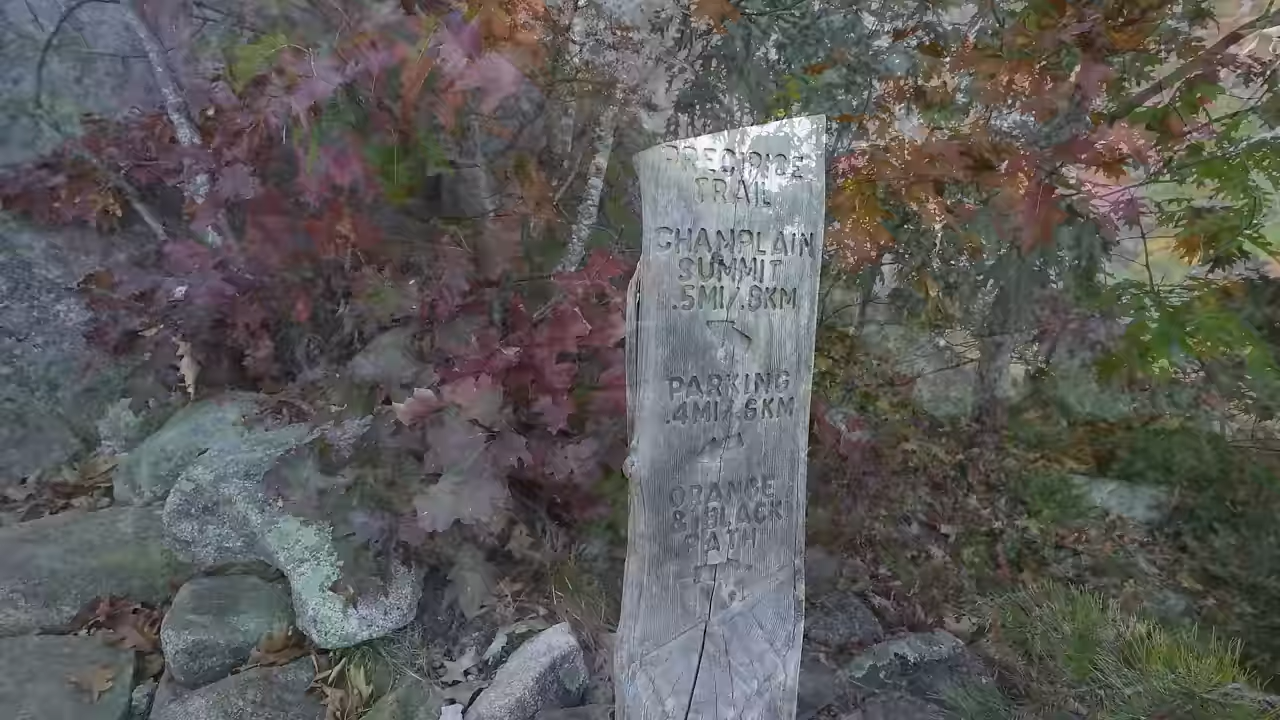 PRECIPICE
TRAIL
CHAMPLAIN
SUMMIT
.5MI/.8KM
PARKING
.4MI/.6KM
ORANGE
& BLACK
PATH